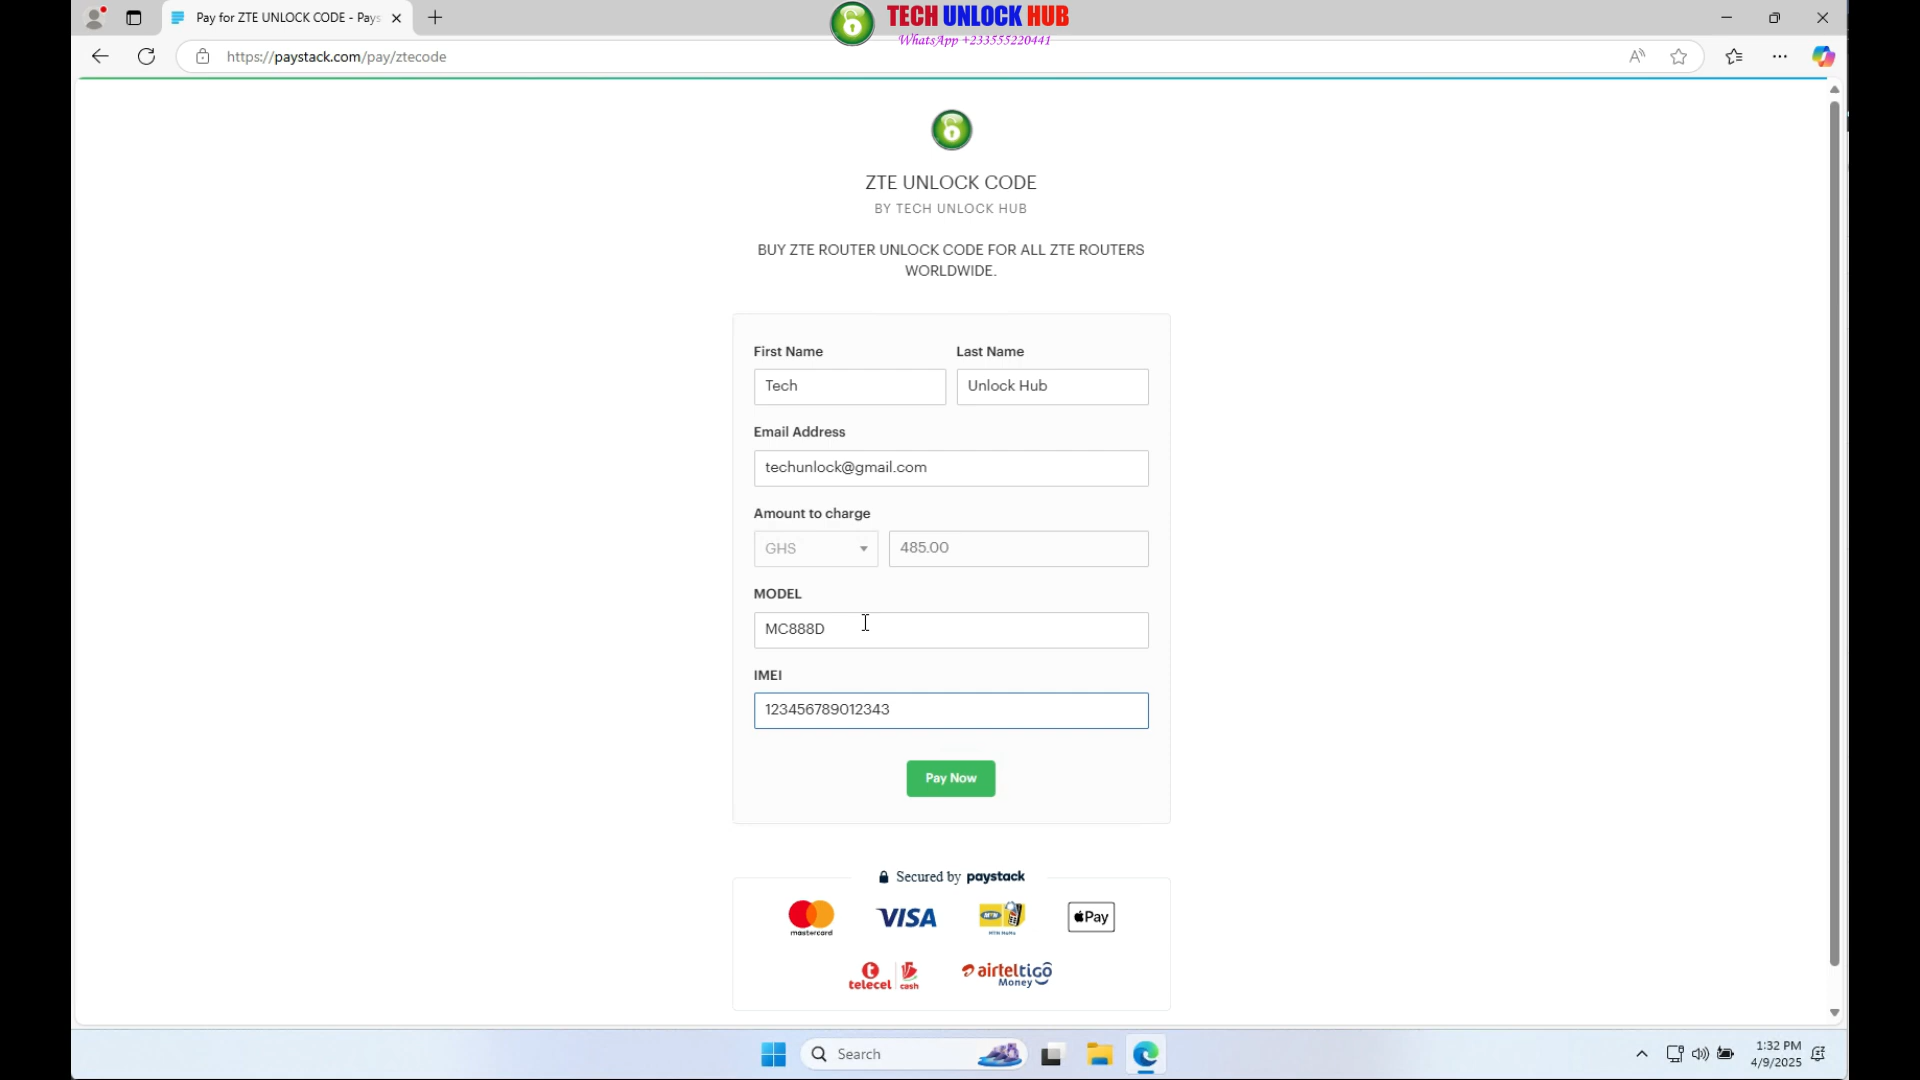 Pay for ZTE UNLOCK CODE - Pays
TECH UNLOCK HUB
WhatsApp +233555220441
https://paystack.com/pay/ztecode
ZTE UNLOCK CODE
BY TECH UNLOCK HUB
BUY ZTE ROUTER UNLOCK CODE FOR ALL ZTE ROUTERS
WORLDWIDE.
First Name Last Name
Tech Unlock Hub
Email Address
techunlock@gmail.com
Amount to charge
GHS 485.00
MODEL
MC888D
IMEI
123456789012343
Pay Now
Secured by paystack
mastercard VISA MTN Pay
telecel cash airteltigo Money
Search
1:32 PM
4/9/2025